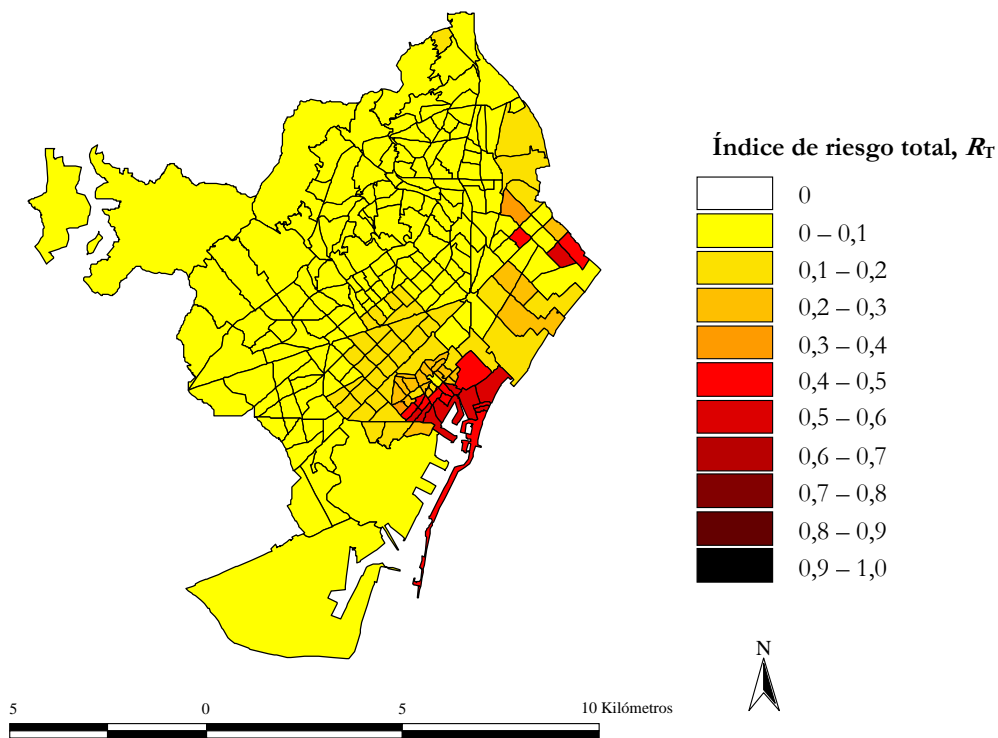 Índice de riesgo total, R_T
0
0 – 0,1
0,1 – 0,2
0,2 – 0,3
0,3 – 0,4
0,4 – 0,5
0,5 – 0,6
0,6 – 0,7
0,7 – 0,8
0,8 – 0,9
0,9 – 1,0
N
5 0 5 10 Kilómetros